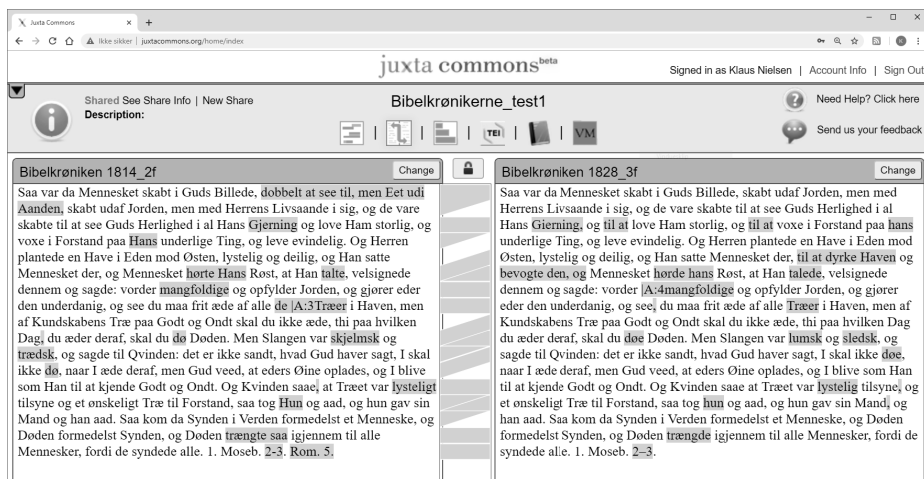 Juxta Commons
Ikke sikker | juxtacommons.org/home/index
juxta commons beta
Signed in as Klaus Nielsen | Account Info | Sign Out
Shared See Share Info | New Share
Description:
Bibelkrønikerne_test1
TEI
VM
Need Help? Click here
Send us your feedback
Bibelkrøniken 1814_2f
Change
Saa var da Mennesket skabt i Guds Billede, dobbelt at see til, men Eet udi
Aanden, skabt udaf Jorden, men med Herrens Livsaande i sig, og de vare
skabte til at see Guds Herlighed i al Hans Gjerning og love Ham storlig, og
voxe i Forstand paa Hans underlige Ting, og leve evindelig. Og Herren
plantede en Have i Eden mod Østen, lystelig og deilig, og Han satte
Mennesket der, og Mennesket hørte Hans Røst, at Han talte, velsignede
dennem og sagde: vorder mangfoldige og opfylder Jorden, og gjører eder
den underdanig, og see du maa frit æde af alle de |A:3Træer i Haven, men
af Kundskabens Træ paa Godt og Ondt skal du ikke æde, thi paa hvilken
Dag, du æder deraf, skal du dø Døden. Men Slangen var skjelmsk og
trædsk, og sagde til Qvinden: det er ikke sandt, hvad Gud haver sagt, I skal
ikke dø, naar I æde deraf, men Gud veed, at eders Øine oplades, og I blive
som Han til at kjende Godt og Ondt. Og Kvinden saae, at Træet var lysteligt
tilsyne og et ønskeligt Træ til Forstand, saa tog Hun og aad, og hun gav sin
Mand og han aad. Saa kom da Synden i Verden formedelst et Menneske, og
Døden formedelst Synden, og Døden trængte saa igjennem til alle
Mennesker, fordi de syndede alle. 1. Moseb. 2-3. Rom. 5.
Bibelkrøniken 1828_3f
Change
Saa var da Mennesket skabt i Guds Billede, skabt udaf Jorden, men med
Herrens Livsaande i sig, og de vare skabte til at see Guds Herlighed i al
Hans Gierning, og til at love Ham storlig, og til at voxe i Forstand paa hans
underlige Ting, og leve evindelig. Og Herren plantede en Have i Eden mod
Østen, lystelig og deilig, og Han satte Mennesket der, til at dyrke Haven og
bevogte den, og Mennesket hørde hans Røst, at Han talede, velsignede
dennem og sagde: vorder |A:4mangfoldige og opfylder Jorden, og gjører
eder den underdanig, og see, du maa frit æde af alle Træer i Haven, men af
Kundskabens Træ paa Godt og Ondt skal du ikke æde, thi paa hvilken Dag
du æder deraf, skal du døe Døden. Men Slangen var lumsk og sledsk, og
sagde til Qvinden: det er ikke sandt, hvad Gud haver sagt, I skal ikke døe,
naar I æde deraf, men Gud veed, at eders Øine oplades, og I blive som Han
til at kjende Godt og Ondt. Og Kvinden saae at Træet var lystelig tilsyne, og
et ønskeligt Træ til Forstand, saa tog hun og aad, og hun gav sin Mand, og
han aad. Saa kom da Synden i Verden formedelst et Menneske, og Døden
formedelst Synden, og Døden trængde igjennem til alle Mennesker, fordi de
syndede alle. 1. Moseb. 2–3.